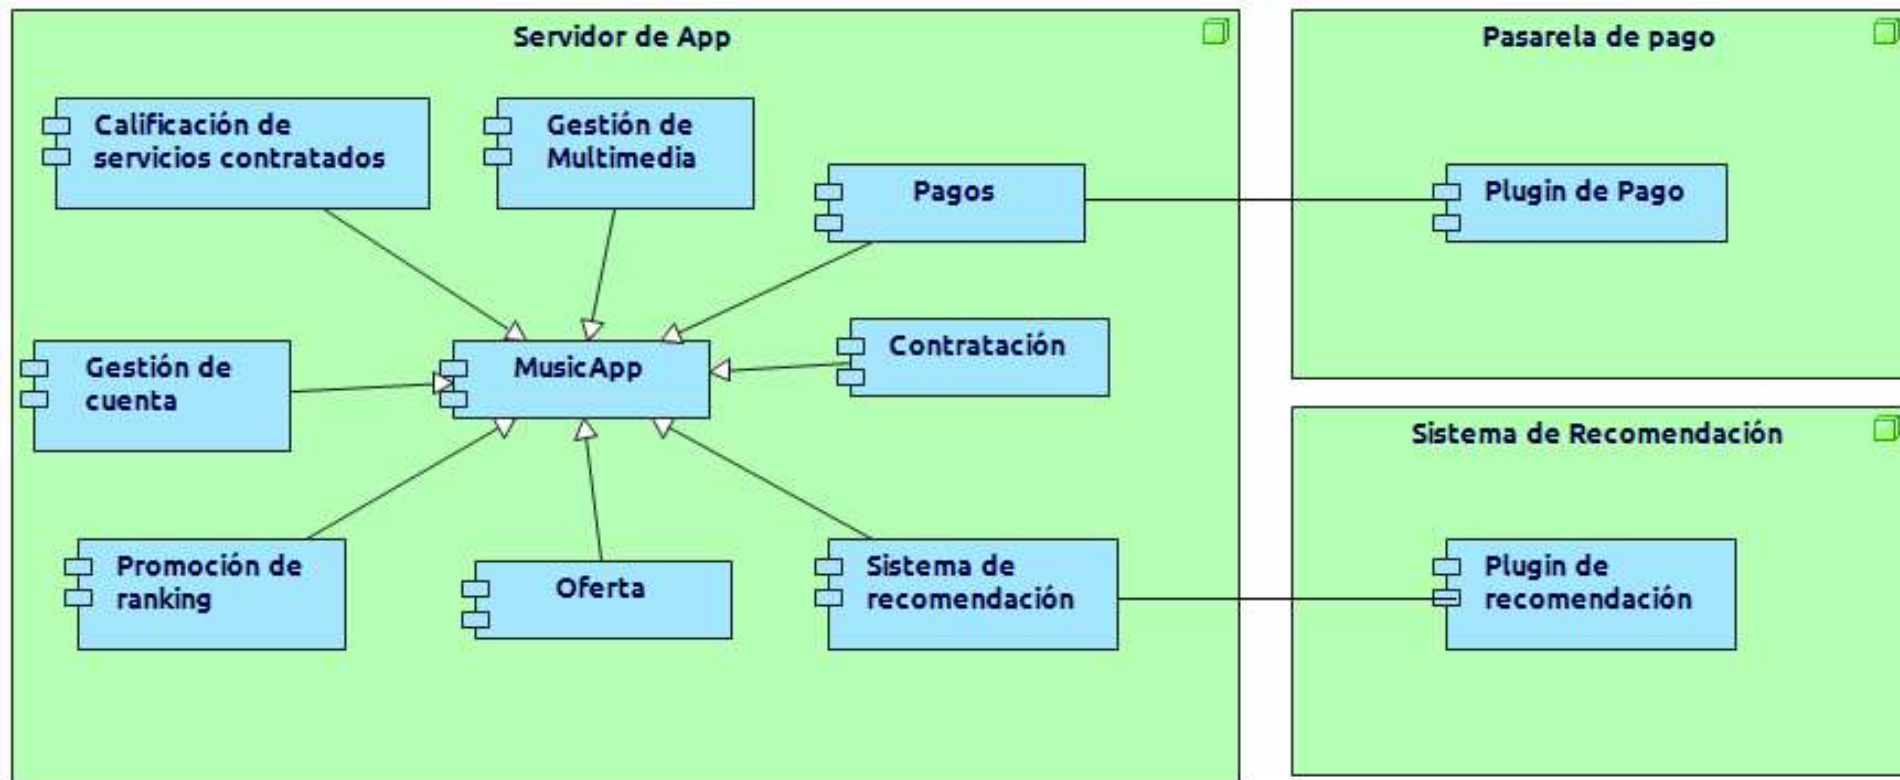 Servidor de App
Pasarela de pago
Calificación de
servicios contratados
Gestión de
Multimedia
Pagos
Plugin de Pago
Gestión de
cuenta
MusicApp
Contratación
Sistema de Recomendación
Promoción de
ranking
Oferta
Sistema de
recomendación
Plugin de
recomendación